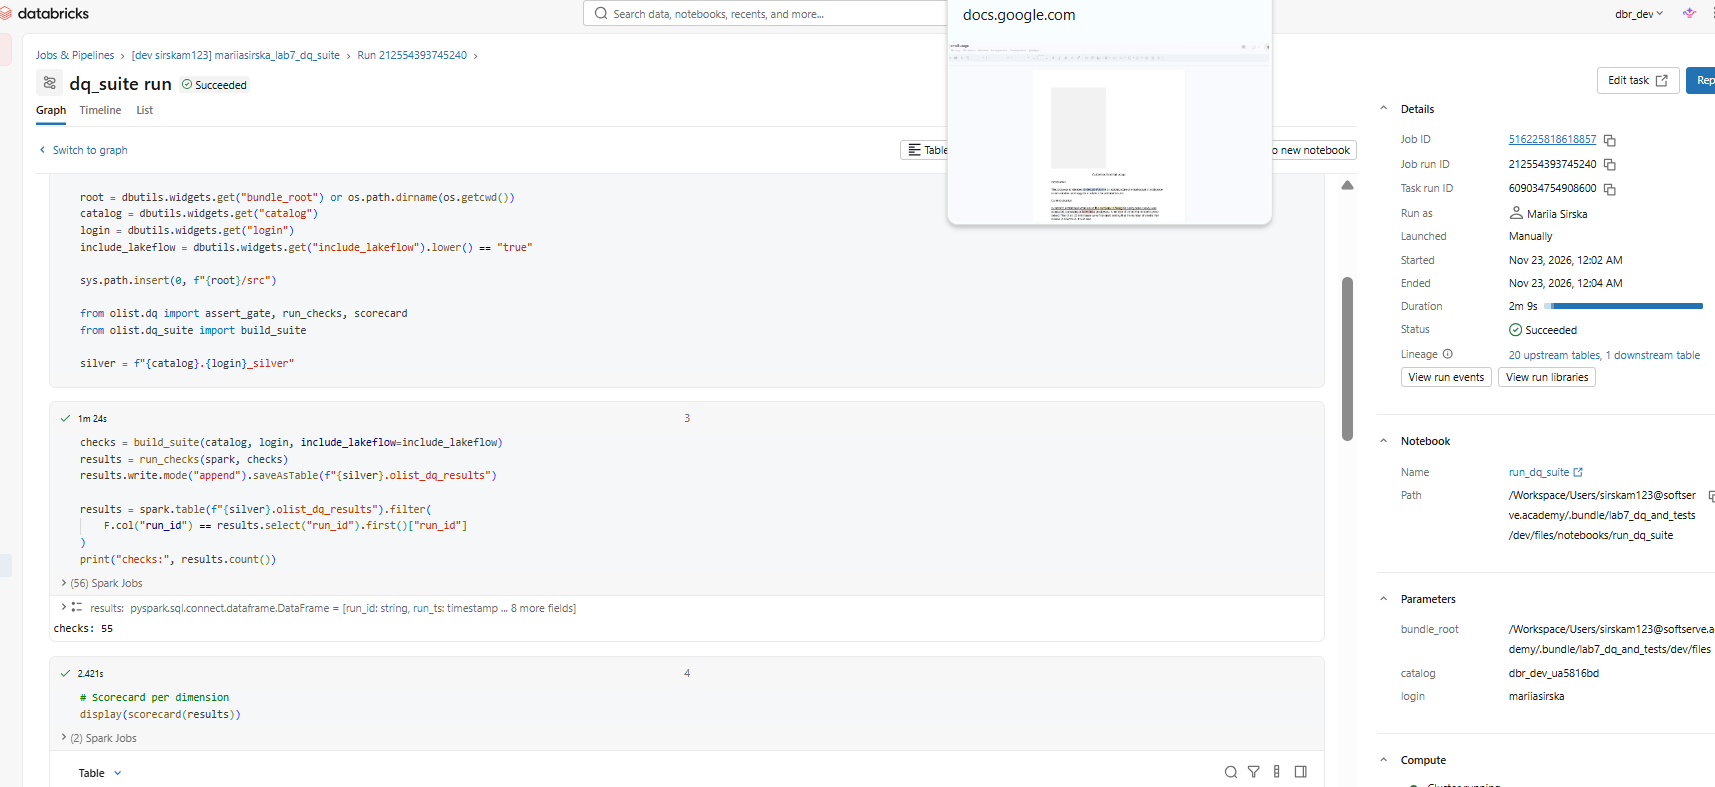 databricks
Search data, notebooks, recents, and more...
docs.google.com
dbr_dev
Jobs & Pipelines › [dev sirskam123] mariiasirska_lab7_dq_suite › Run 212554393745240 ›
dq_suite run Succeeded
Edit task
Rep
Graph Timeline List
Switch to graph
Table
o new notebook
root = dbutils.widgets.get("bundle_root") or os.path.dirname(os.getcwd())
catalog = dbutils.widgets.get("catalog")
login = dbutils.widgets.get("login")
include_lakeflow = dbutils.widgets.get("include_lakeflow").lower() == "true"
sys.path.insert(0, f"{root}/src")
from olist.dq import assert_gate, run_checks, scorecard
from olist.dq_suite import build_suite
silver = f"{catalog}.{login}_silver"
1m 24s 3
checks = build_suite(catalog, login, include_lakeflow=include_lakeflow)
results = run_checks(spark, checks)
results.write.mode("append").saveAsTable(f"{silver}.olist_dq_results")
results = spark.table(f"{silver}.olist_dq_results").filter(
F.col("run_id") == results.select("run_id").first()["run_id"]
)
print("checks:", results.count())
(56) Spark Jobs
results: pyspark.sql.connect.dataframe.DataFrame = [run_id: string, run_ts: timestamp ... 8 more fields]
checks: 55
2.421s 4
# Scorecard per dimension
display(scorecard(results))
(2) Spark Jobs
Table
Details
Job ID 516225818618857
Job run ID 212554393745240
Task run ID 609034754908600
Run as Mariia Sirska
Launched Manually
Started Nov 23, 2026, 12:02 AM
Ended Nov 23, 2026, 12:04 AM
Duration 2m 9s
Status Succeeded
Lineage 20 upstream tables, 1 downstream table
View run events View run libraries
Notebook
Name run_dq_suite
Path /Workspace/Users/sirskam123@softser
ve.academy/.bundle/lab7_dq_and_tests
/dev/files/notebooks/run_dq_suite
Parameters
bundle_root /Workspace/Users/sirskam123@softserve.a
demy/.bundle/lab7_dq_and_tests/dev/files
catalog dbr_dev_ua5816bd
login mariiasirska
Compute
Cluster running